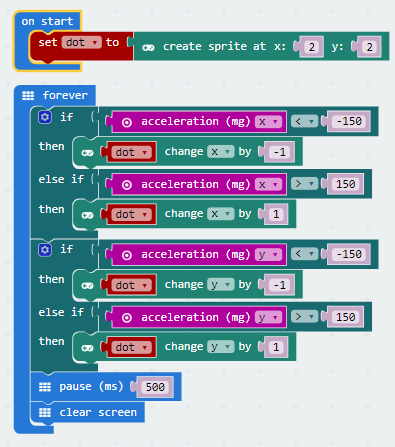 on start
set dot to create sprite at x: 2 y: 2
forever
if acceleration (mg) x < -150
then dot change x by -1
else if acceleration (mg) x > 150
then dot change x by 1
if acceleration (mg) y < -150
then dot change y by -1
else if acceleration (mg) y > 150
then dot change y by 1
pause (ms) 500
clear screen